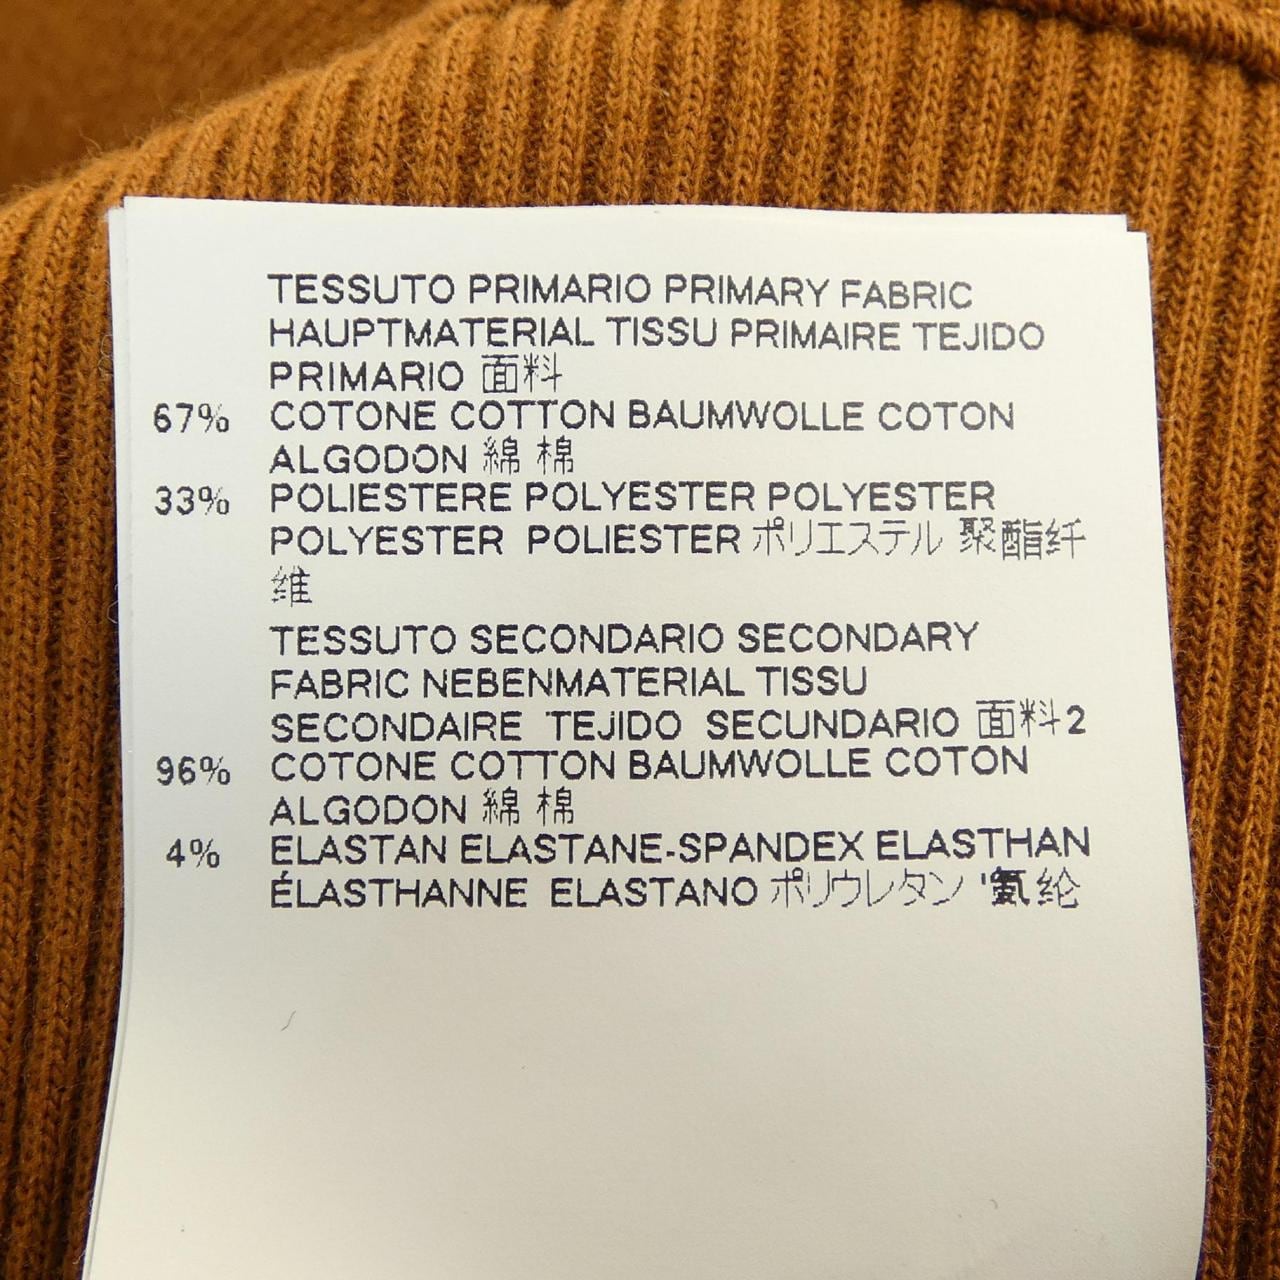 TESSUTO PRIMARIO PRIMARY FABRIC
HAUPTMATERIAL TISSU PRIMAIRE TEJIDO
PRIMARIO 面料
67% COTONE COTTON BAUMWOLLE COTON
ALGODON 綿 棉
33% POLIESTERE POLYESTER POLYESTER
POLYESTER POLIESTER ポリエステル 聚酯纤
维
TESSUTO SECONDARIO SECONDARY
FABRIC NEBENMATERIAL TISSU
SECONDAIRE TEJIDO SECUNDARIO 面料2
96% COTONE COTTON BAUMWOLLE COTON
ALGODON 綿 棉
4% ELASTAN ELASTANE-SPANDEX ELASTHAN
ÉLASTHANNE ELASTANO ポリウレタン '氨纶